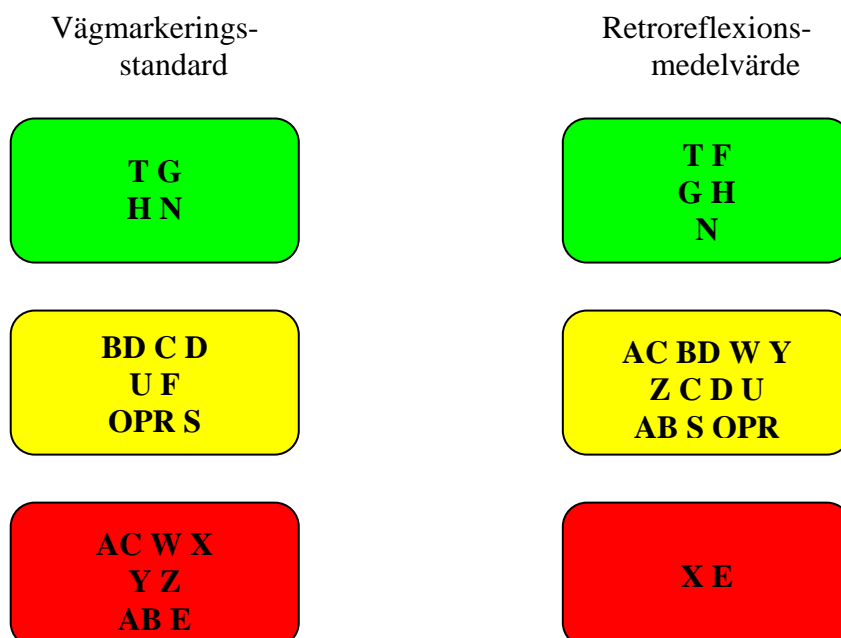 Vägmarkerings-
standard
T G
H N
BD C D
U F
OPR S
AC W X
Y Z
AB E
Retroreflexions-
medelvärde
T F
G H
N
AC BD W Y
Z C D U
AB S OPR
X E